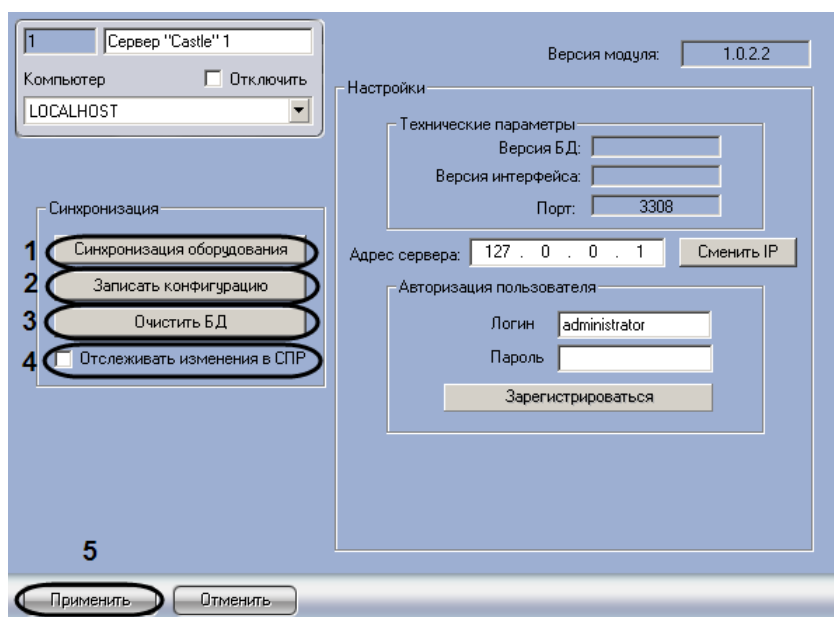 1 Сервер "Castle" 1
Компьютер Отключить
LOCALHOST
Версия модуля: 1.0.2.2
Настройки
Технические параметры
Версия БД:
Версия интерфейса:
Порт: 3308
Адрес сервера: 127 . 0 . 0 . 1 Сменить IP
Авторизация пользователя
Логин administrator
Пароль
Зарегистрироваться
Синхронизация
1 Синхронизация оборудования
2 Записать конфигурацию
3 Очистить БД
4 Отслеживать изменения в СПР
5
Применить Отменить